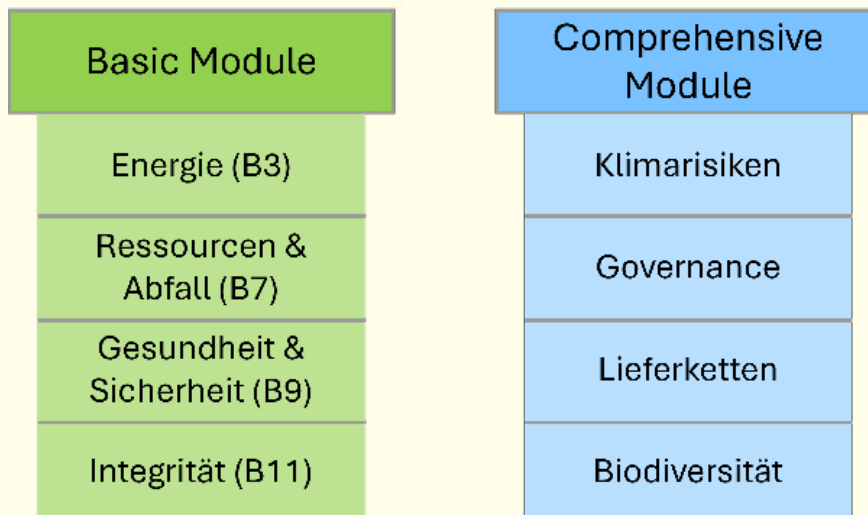 Basic Module
Energie (B3)
Ressourcen &
Abfall (B7)
Gesundheit &
Sicherheit (B9)
Integrität (B11)
Comprehensive
Module
Klimarisiken
Governance
Lieferketten
Biodiversität